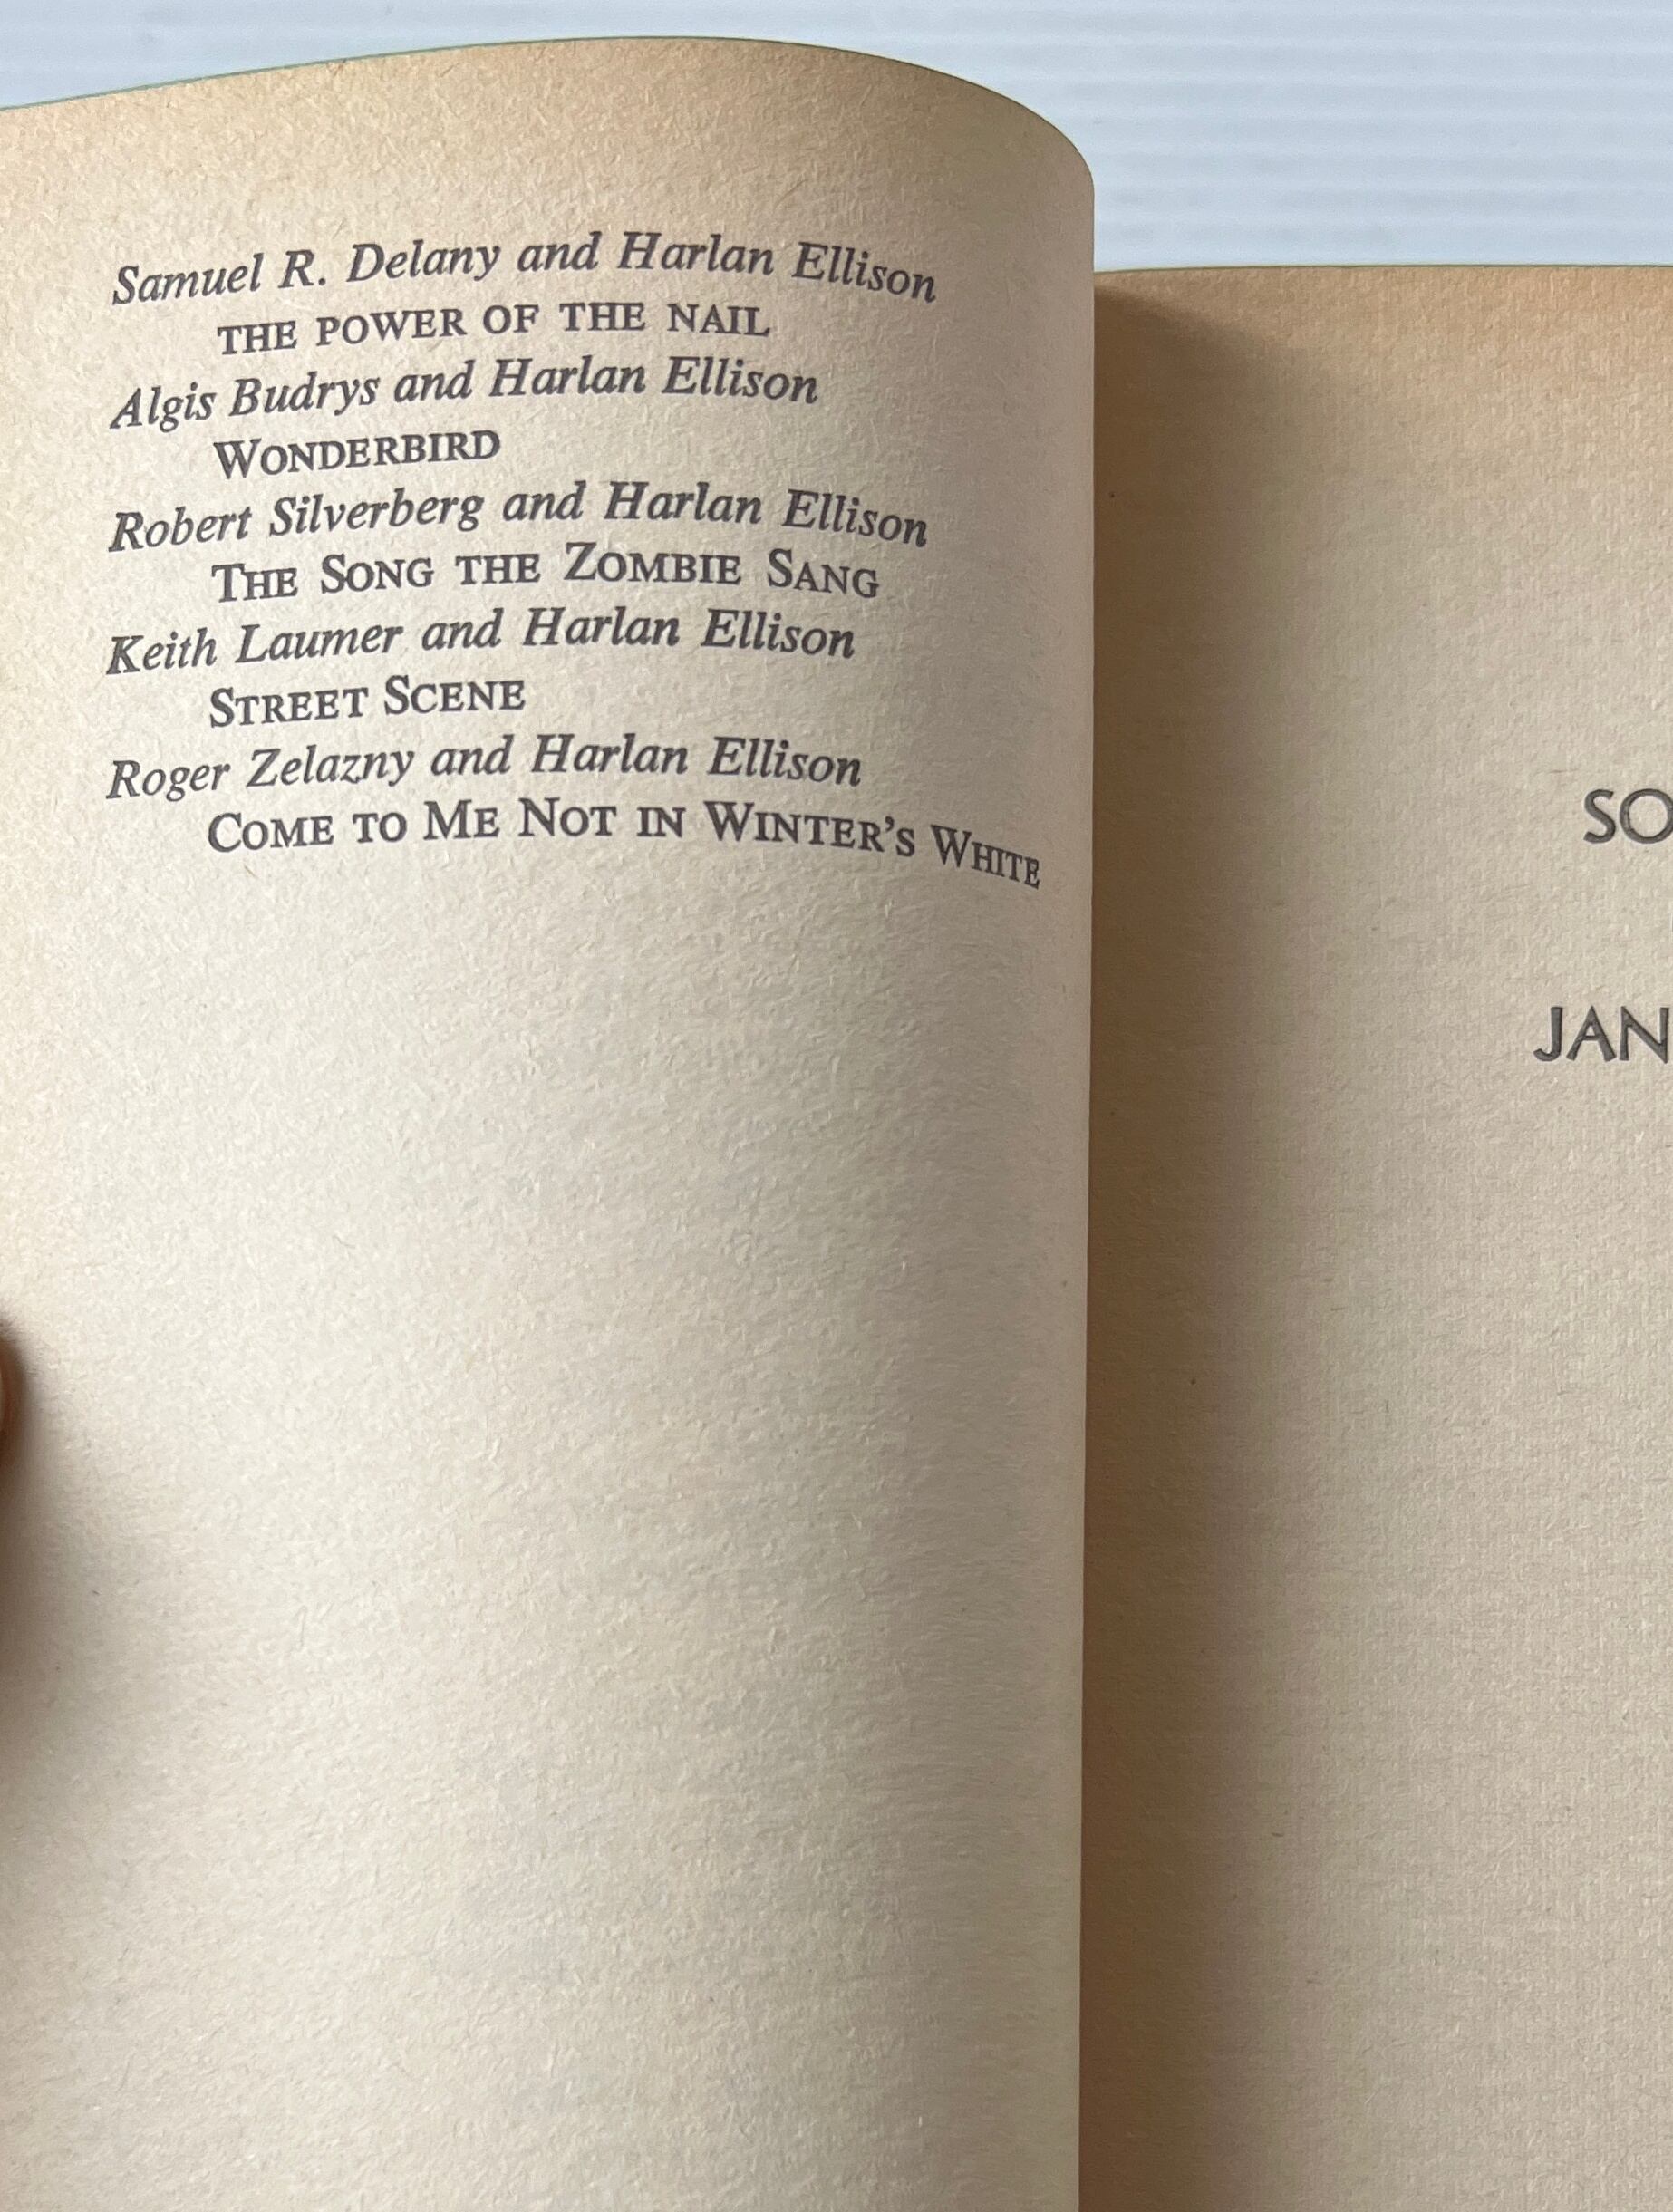 Samuel R. Delany and Harlan Ellison
THE POWER OF THE NAIL
Algis Budrys and Harlan Ellison
WONDERBIRD
Robert Silverberg and Harlan Ellison
THE SONG THE ZOMBIE SANG
Keith Laumer and Harlan Ellison
STREET SCENE
Roger Zelazny and Harlan Ellison
COME TO ME NOT IN WINTER'S WHITE
SO
JAN